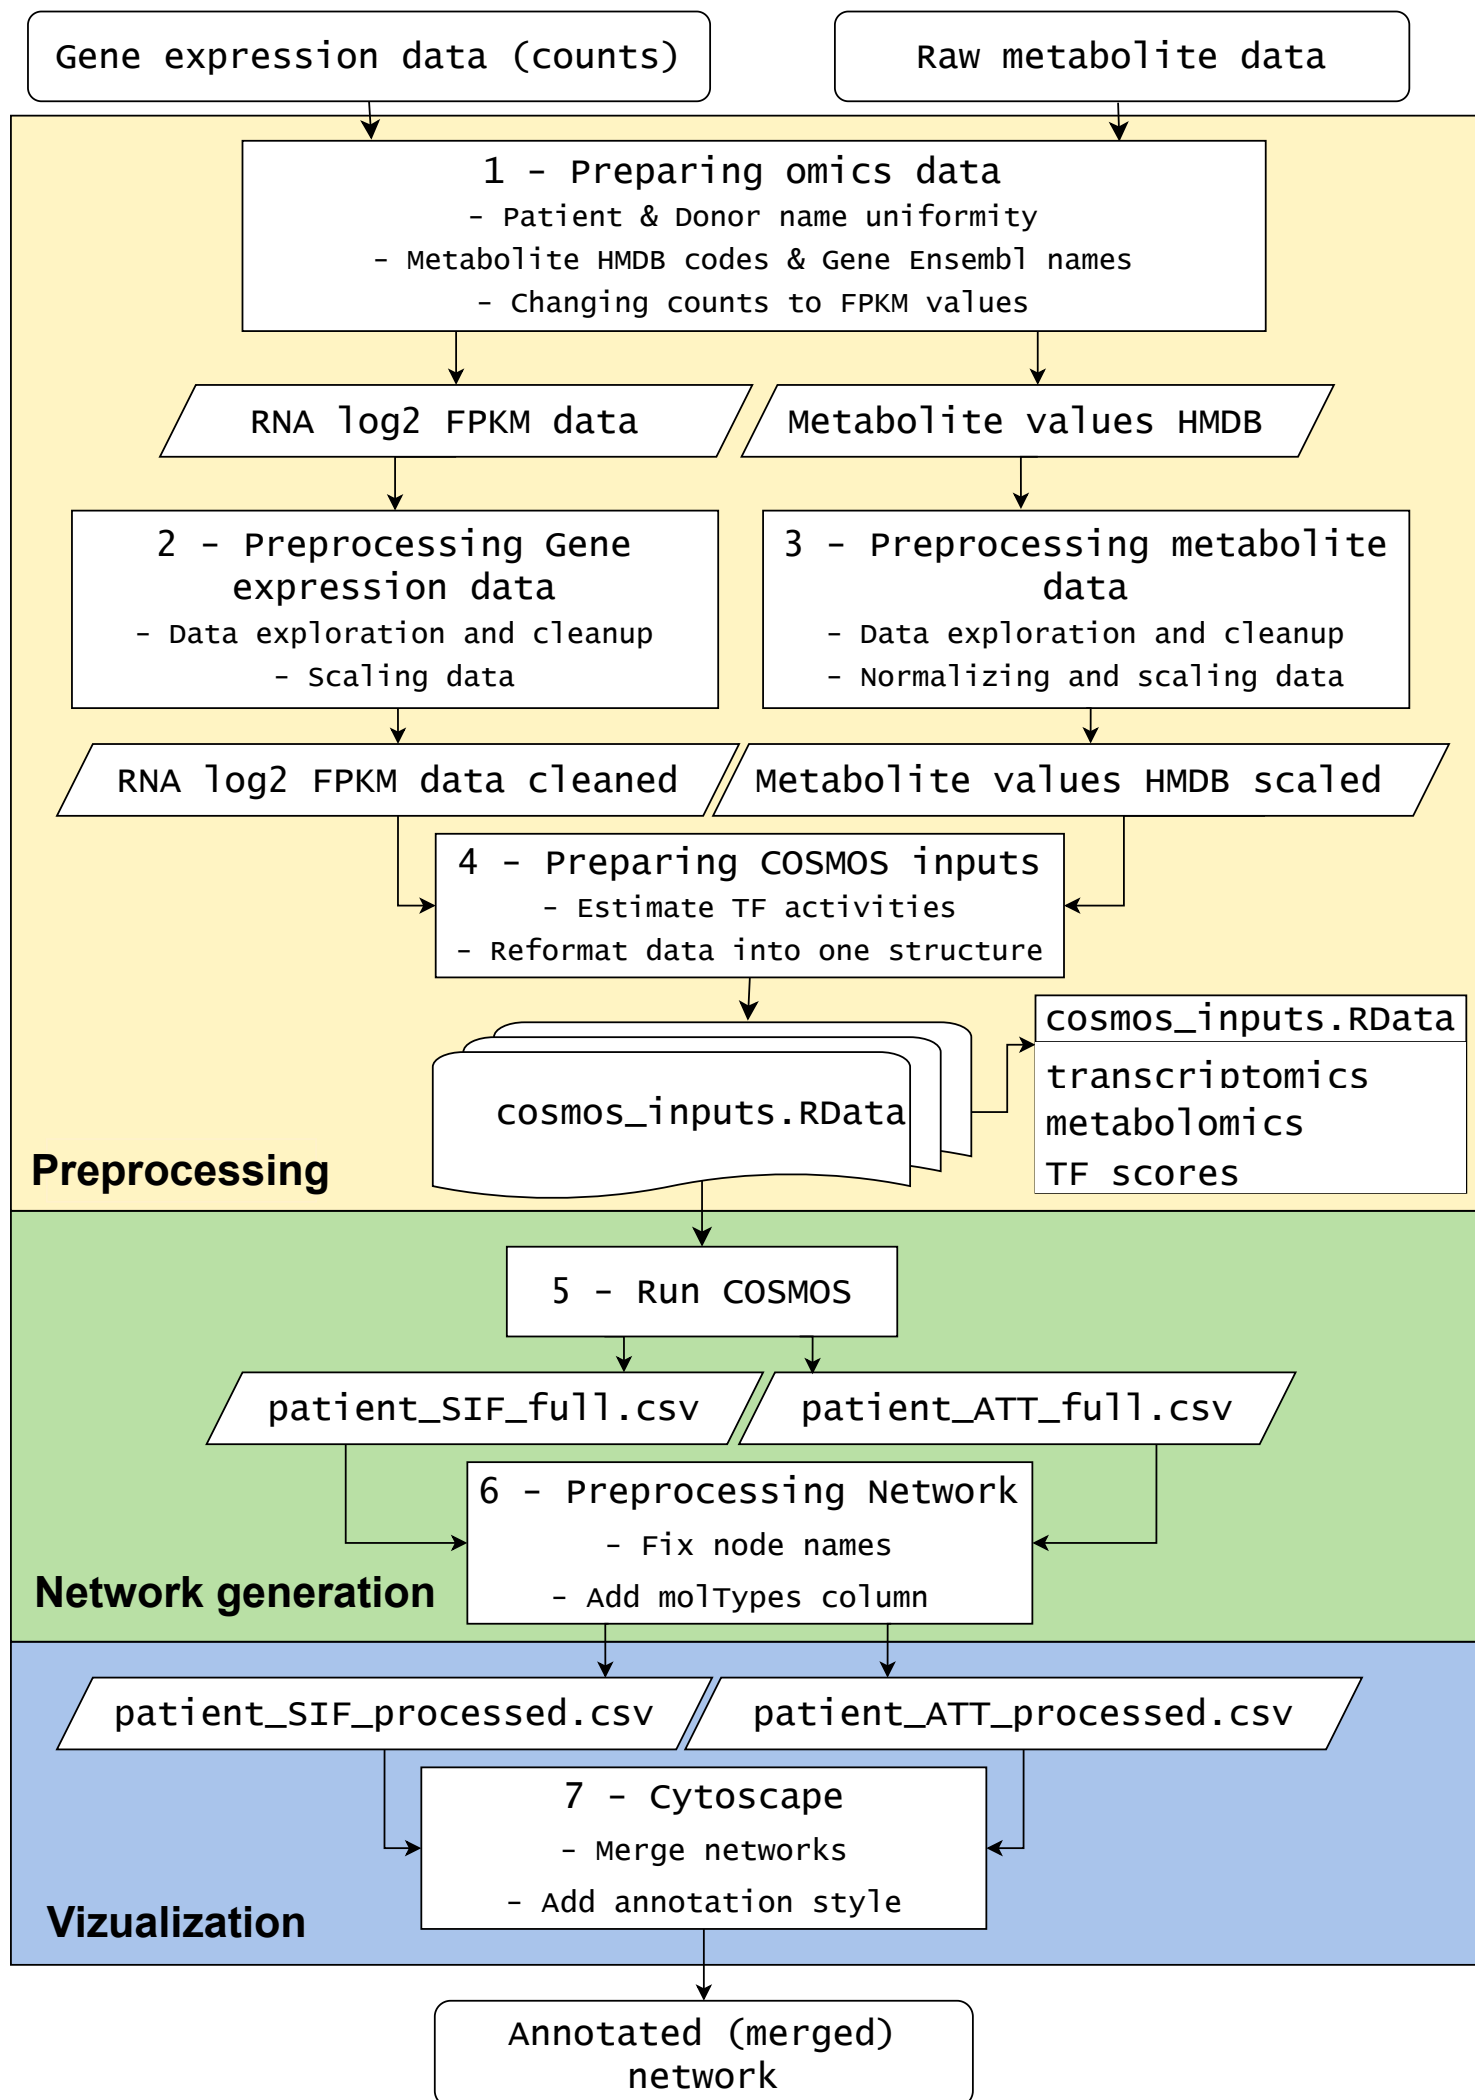 Gene expression data (counts)
Raw metabolite data
1 – Preparing omics data
– Patient & Donor name uniformity
– Metabolite HMDB codes & Gene Ensembl names
– Changing counts to FPKM values
RNA log2 FPKM data
Metabolite values HMDB
2 – Preprocessing Gene
expression data
– Data exploration and cleanup
– Scaling data
3 – Preprocessing metabolite
data
– Data exploration and cleanup
– Normalizing and scaling data
RNA log2 FPKM data cleaned
Metabolite values HMDB scaled
4 – Preparing COSMOS inputs
– Estimate TF activities
– Reformat data into one structure
cosmos_inputs.RData
cosmos_inputs.RData
transcriptomics
metabolomics
TF scores
Preprocessing
5 – Run COSMOS
patient_SIF_full.csv
patient_ATT_full.csv
6 – Preprocessing Network
– Fix node names
– Add molTypes column
Network generation
patient_SIF_processed.csv
patient_ATT_processed.csv
7 – Cytoscape
– Merge networks
– Add annotation style
Vizualization
Annotated (merged)
network